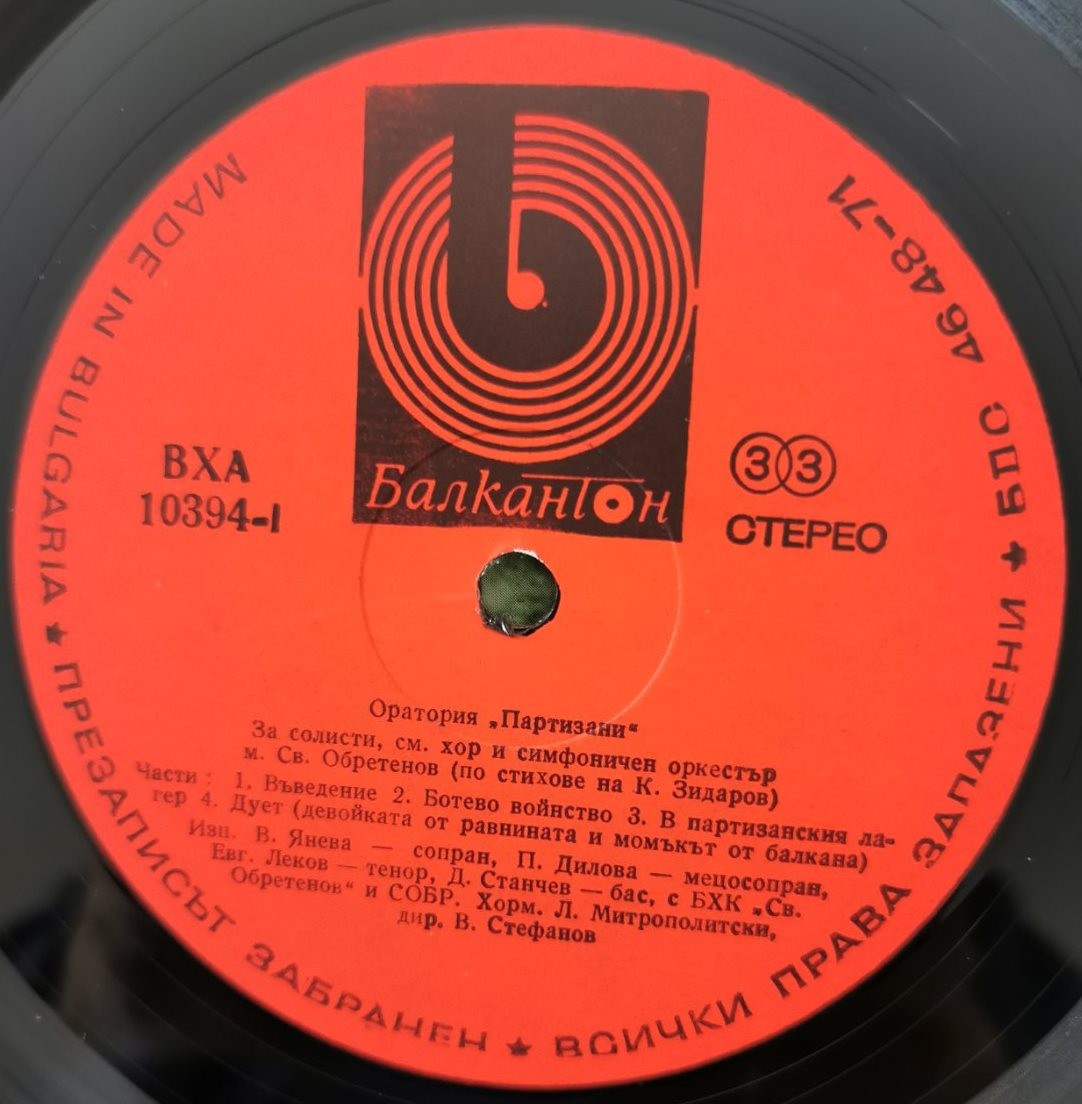 Балкантон
ВХА
10394-I
33
СТЕРЕО
Оратория „Партизани“
За солисти, см. хор и симфоничен оркестър
м. Св. Обретенов (по стихове на К. Зидаров)
Части: 1. Въведение 2. Ботево войнство 3. В партизанския ла-
гер 4. Дует (девойката от равнината и момъкът от балкана)
Изп. В. Янева — сопран, П. Дилова — мецосопран,
Евг. Леков — тенор, Д. Станчев — бас, с БХК „Св.
Обретенов“ и СОБР. Хорм. Л. Митрополитски,
дир. В. Стефанов
MADE IN BULGARIA ★ ПРЕЗАПИСЪТ ЗАБРАНЕН ★ ВСИЧКИ ПРАВА ЗАПАЗЕНИ ★ БДС 4648-71